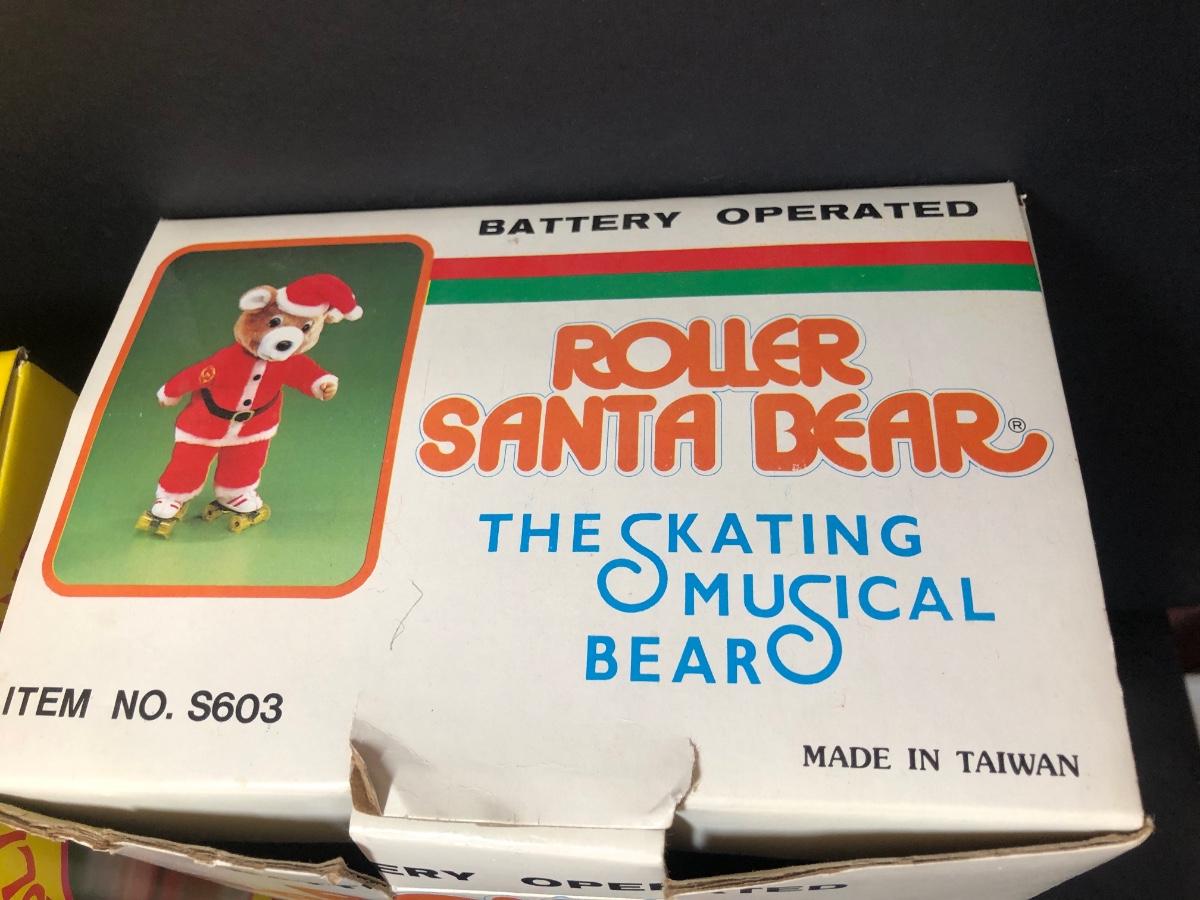 BATTERY OPERATED
ROLLER
SANTA BEAR®
THE SKATING
MUSICAL
BEAR
ITEM NO. S603
MADE IN TAIWAN